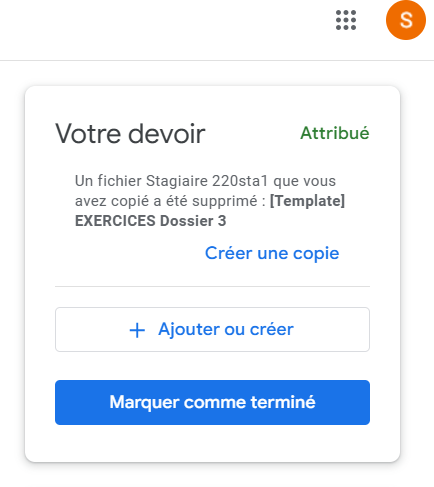 S
Votre devoir
Attribué
Un fichier Stagiaire 220sta1 que vous
avez copié a été supprimé : [Template]
EXERCICES Dossier 3
Créer une copie
+ Ajouter ou créer
Marquer comme terminé